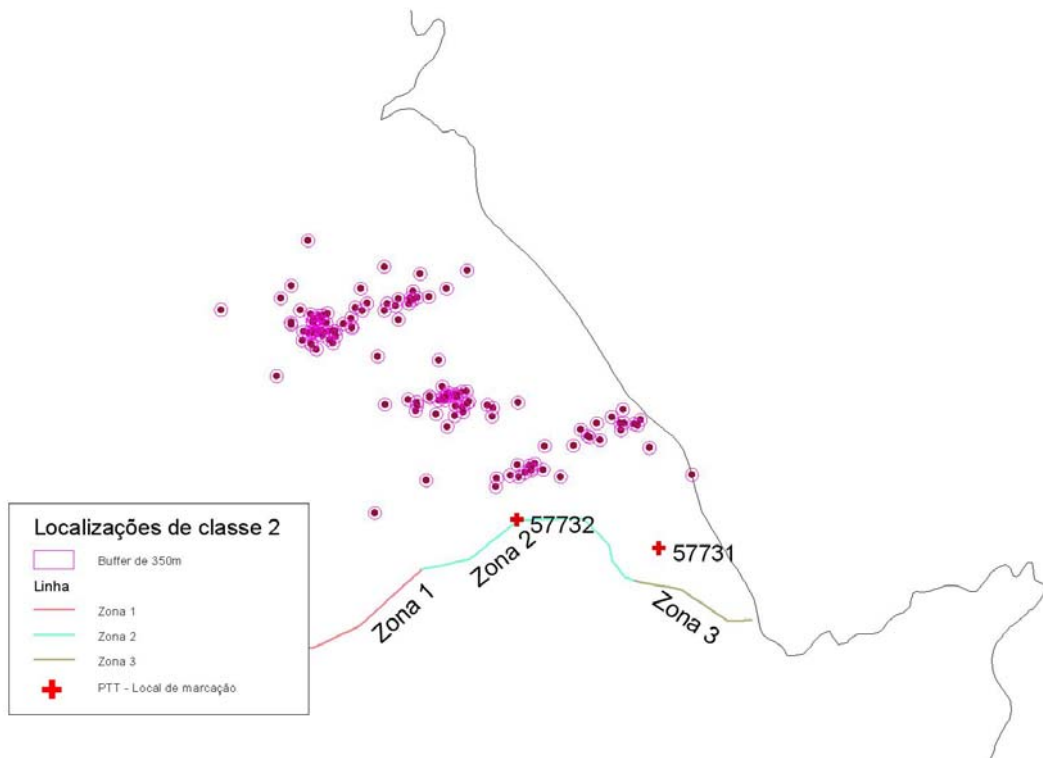 57732
57731
Zona 1
Zona 2
Zona 3
Localizações de classe 2
Buffer de 350m
Linha
Zona 1
Zona 2
Zona 3
PTT - Local de marcação